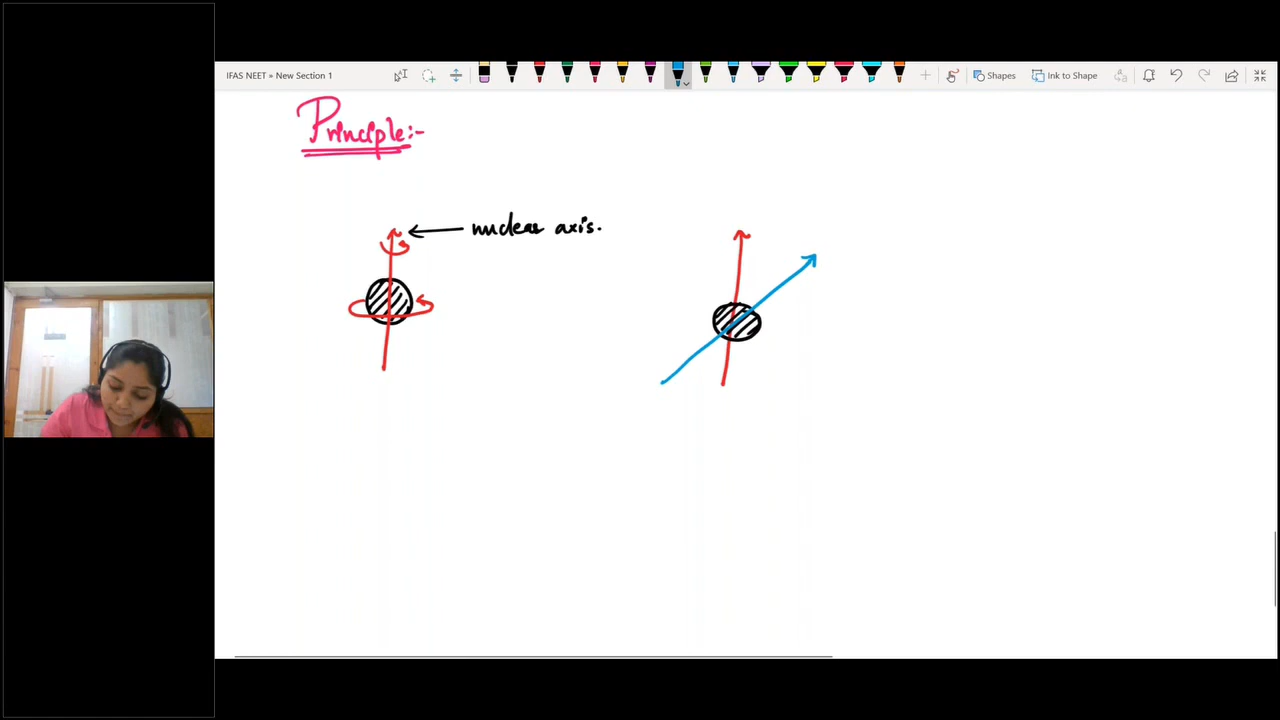 IFAS NEET » New Section 1
Shapes
Ink to Shape
Principle:-
nuclear axis.